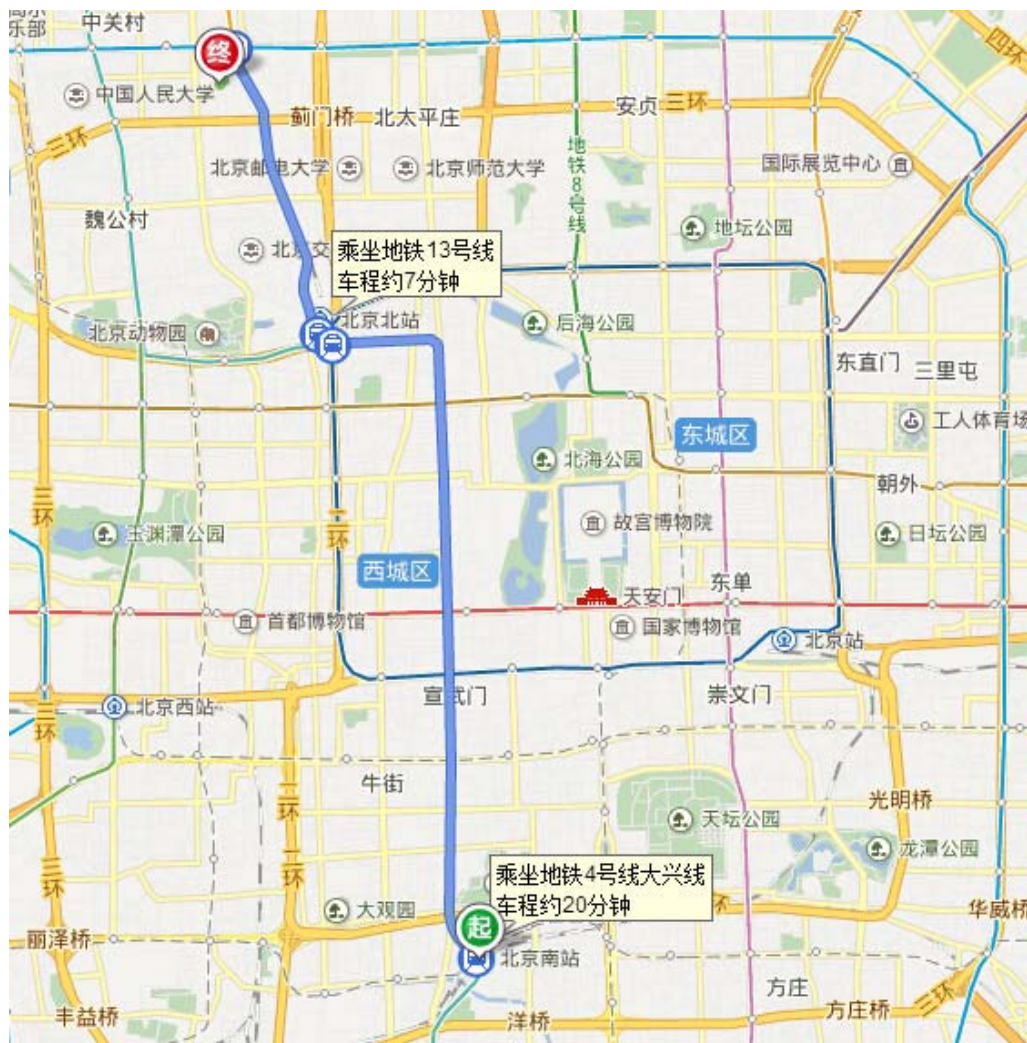 中关村
乐部
终
中国人民大学
三环
蓟门桥
北太平庄
安贞
三环
四环
地铁8号线
北京邮电大学
北京师范大学
国际展览中心
魏公村
地坛公园
北京交
乘坐地铁13号线
车程约7分钟
北京动物园
北京北站
后海公园
东直门
三里屯
东城区
工人体育场
北海公园
朝外
三环
二环
玉渊潭公园
故宫博物院
日坛公园
西城区
东单
天安门
首都博物馆
国家博物馆
北京站
宣武门
崇文门
三环
北京西站
牛街
二环
光明桥
天坛公园
二环
三环
龙潭公园
乘坐地铁4号线大兴线
车程约20分钟
大观园
起
环
华威桥
丽泽桥
北京南站
方庄
三环
丰益桥
洋桥
方庄桥